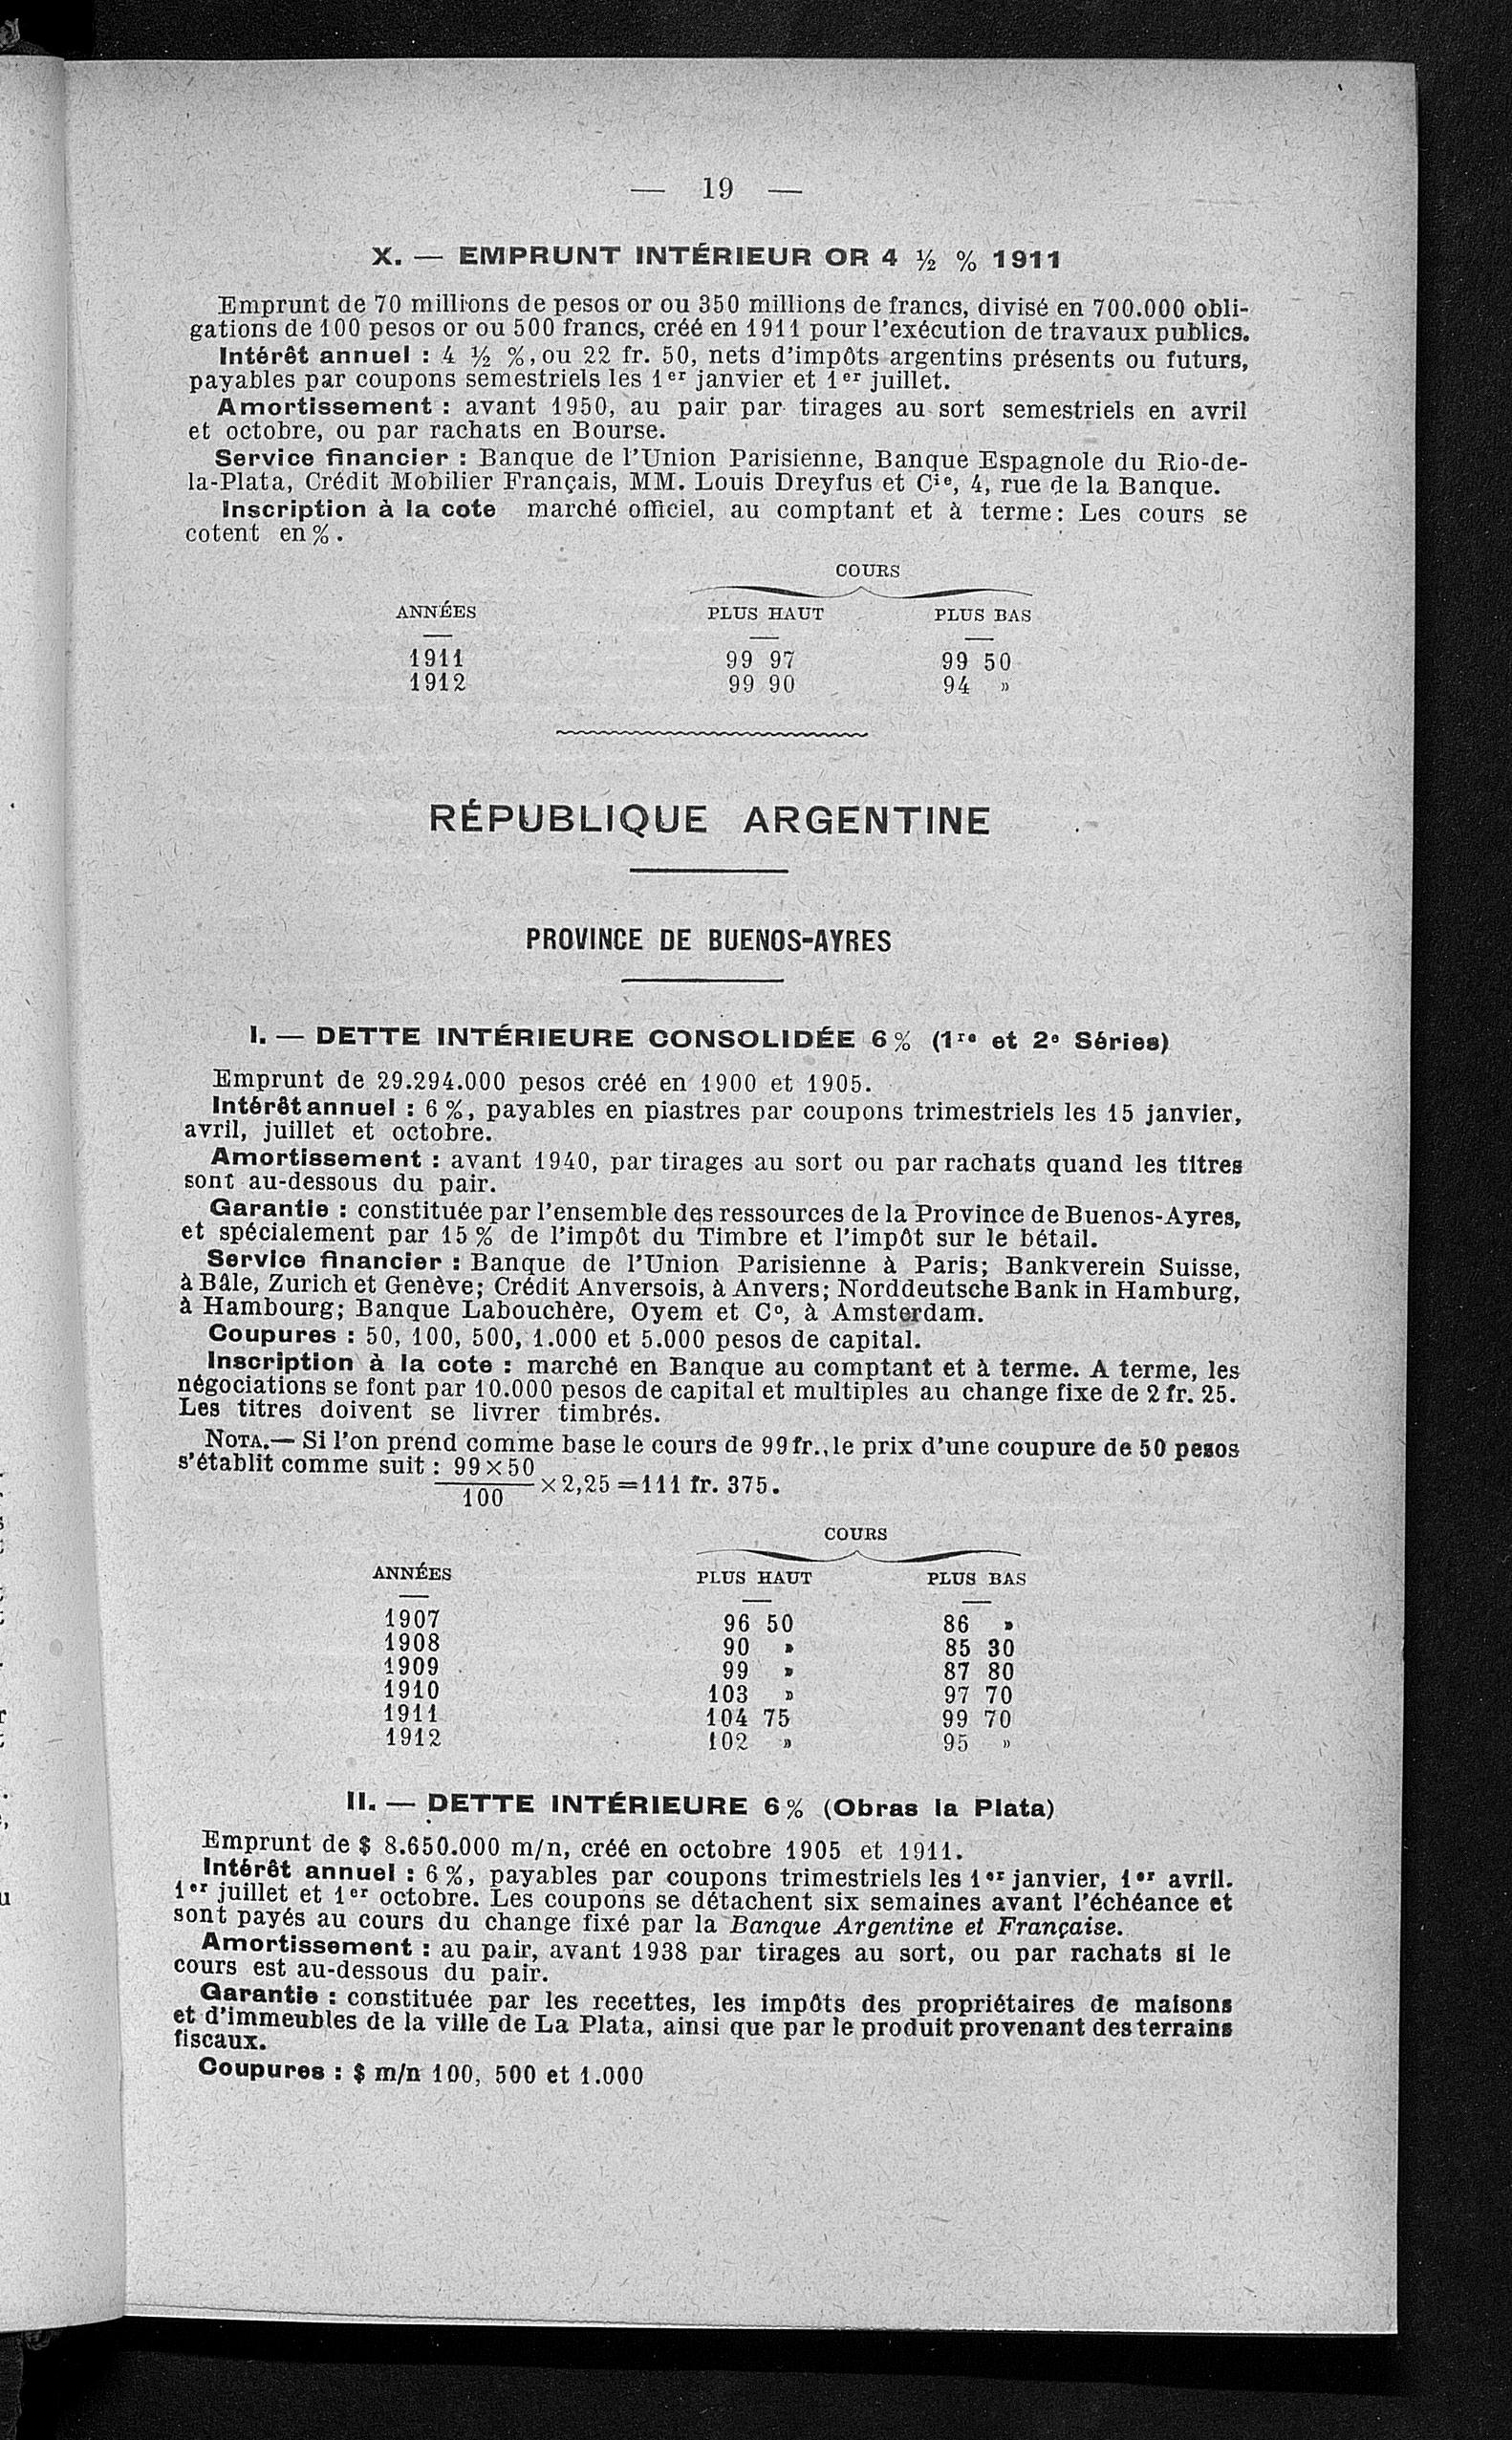 — 19 —
X. — EMPRUNT INTÉRIEUR OR 4 ½ % 1911
Emprunt de 70 millions de pesos or ou 350 millions de francs, divisé en 700.000 obli-
gations de 100 pesos or ou 500 francs, créé en 1911 pour l'exécution de travaux publics.
Intérêt annuel : 4 ½ %, ou 22 fr. 50, nets d'impôts argentins présents ou futurs,
payables par coupons semestriels les 1er janvier et 1er juillet.
Amortissement : avant 1950, au pair par tirages au sort semestriels en avril
et octobre, ou par rachats en Bourse.
Service financier : Banque de l'Union Parisienne, Banque Espagnole du Rio-de-
la-Plata, Crédit Mobilier Français, MM. Louis Dreyfus et Cie, 4, rue de la Banque.
Inscription à la cote marché officiel, au comptant et à terme : Les cours se
cotent en %.
COURS
ANNÉES PLUS HAUT PLUS BAS
1911 99 97 99 50
1912 99 90 94 »
RÉPUBLIQUE ARGENTINE
PROVINCE DE BUENOS-AYRES
I. — DETTE INTÉRIEURE CONSOLIDÉE 6 % (1re et 2e Séries)
Emprunt de 29.294.000 pesos créé en 1900 et 1905.
Intérêt annuel : 6 %, payables en piastres par coupons trimestriels les 15 janvier,
avril, juillet et octobre.
Amortissement : avant 1940, par tirages au sort ou par rachats quand les titres
sont au-dessous du pair.
Garantie : constituée par l'ensemble des ressources de la Province de Buenos-Ayres,
et spécialement par 15 % de l'impôt du Timbre et l'impôt sur le bétail.
Service financier : Banque de l'Union Parisienne à Paris; Bankverein Suisse,
à Bâle, Zurich et Genève; Crédit Anversois, à Anvers; Norddeutsche Bank in Hamburg,
à Hambourg; Banque Labouchère, Oyem et Co, à Amsterdam.
Coupures : 50, 100, 500, 1.000 et 5.000 pesos de capital.
Inscription à la cote : marché en Banque au comptant et à terme. A terme, les
négociations se font par 10.000 pesos de capital et multiples au change fixe de 2 fr. 25.
Les titres doivent se livrer timbrés.
NOTA. — Si l'on prend comme base le cours de 99 fr., le prix d'une coupure de 50 pesos
s'établit comme suit : 99 × 50
100 × 2,25 = 111 fr. 375.
COURS
ANNÉES PLUS HAUT PLUS BAS
1907 96 50 86 »
1908 90 » 85 30
1909 99 » 87 80
1910 103 » 97 70
1911 104 75 99 70
1912 102 » 95 »
II. — DETTE INTÉRIEURE 6 % (Obras la Plata)
Emprunt de $ 8.650.000 m/n, créé en octobre 1905 et 1911.
Intérêt annuel : 6 %, payables par coupons trimestriels les 1er janvier, 1er avril.
1er juillet et 1er octobre. Les coupons se détachent six semaines avant l'échéance et
sont payés au cours du change fixé par la Banque Argentine et Française.
Amortissement : au pair, avant 1938 par tirages au sort, ou par rachats si le
cours est au-dessous du pair.
Garantie : constituée par les recettes, les impôts des propriétaires de maisons
et d'immeubles de la ville de La Plata, ainsi que par le produit provenant des terrains
fiscaux.
Coupures : $ m/n 100, 500 et 1.000